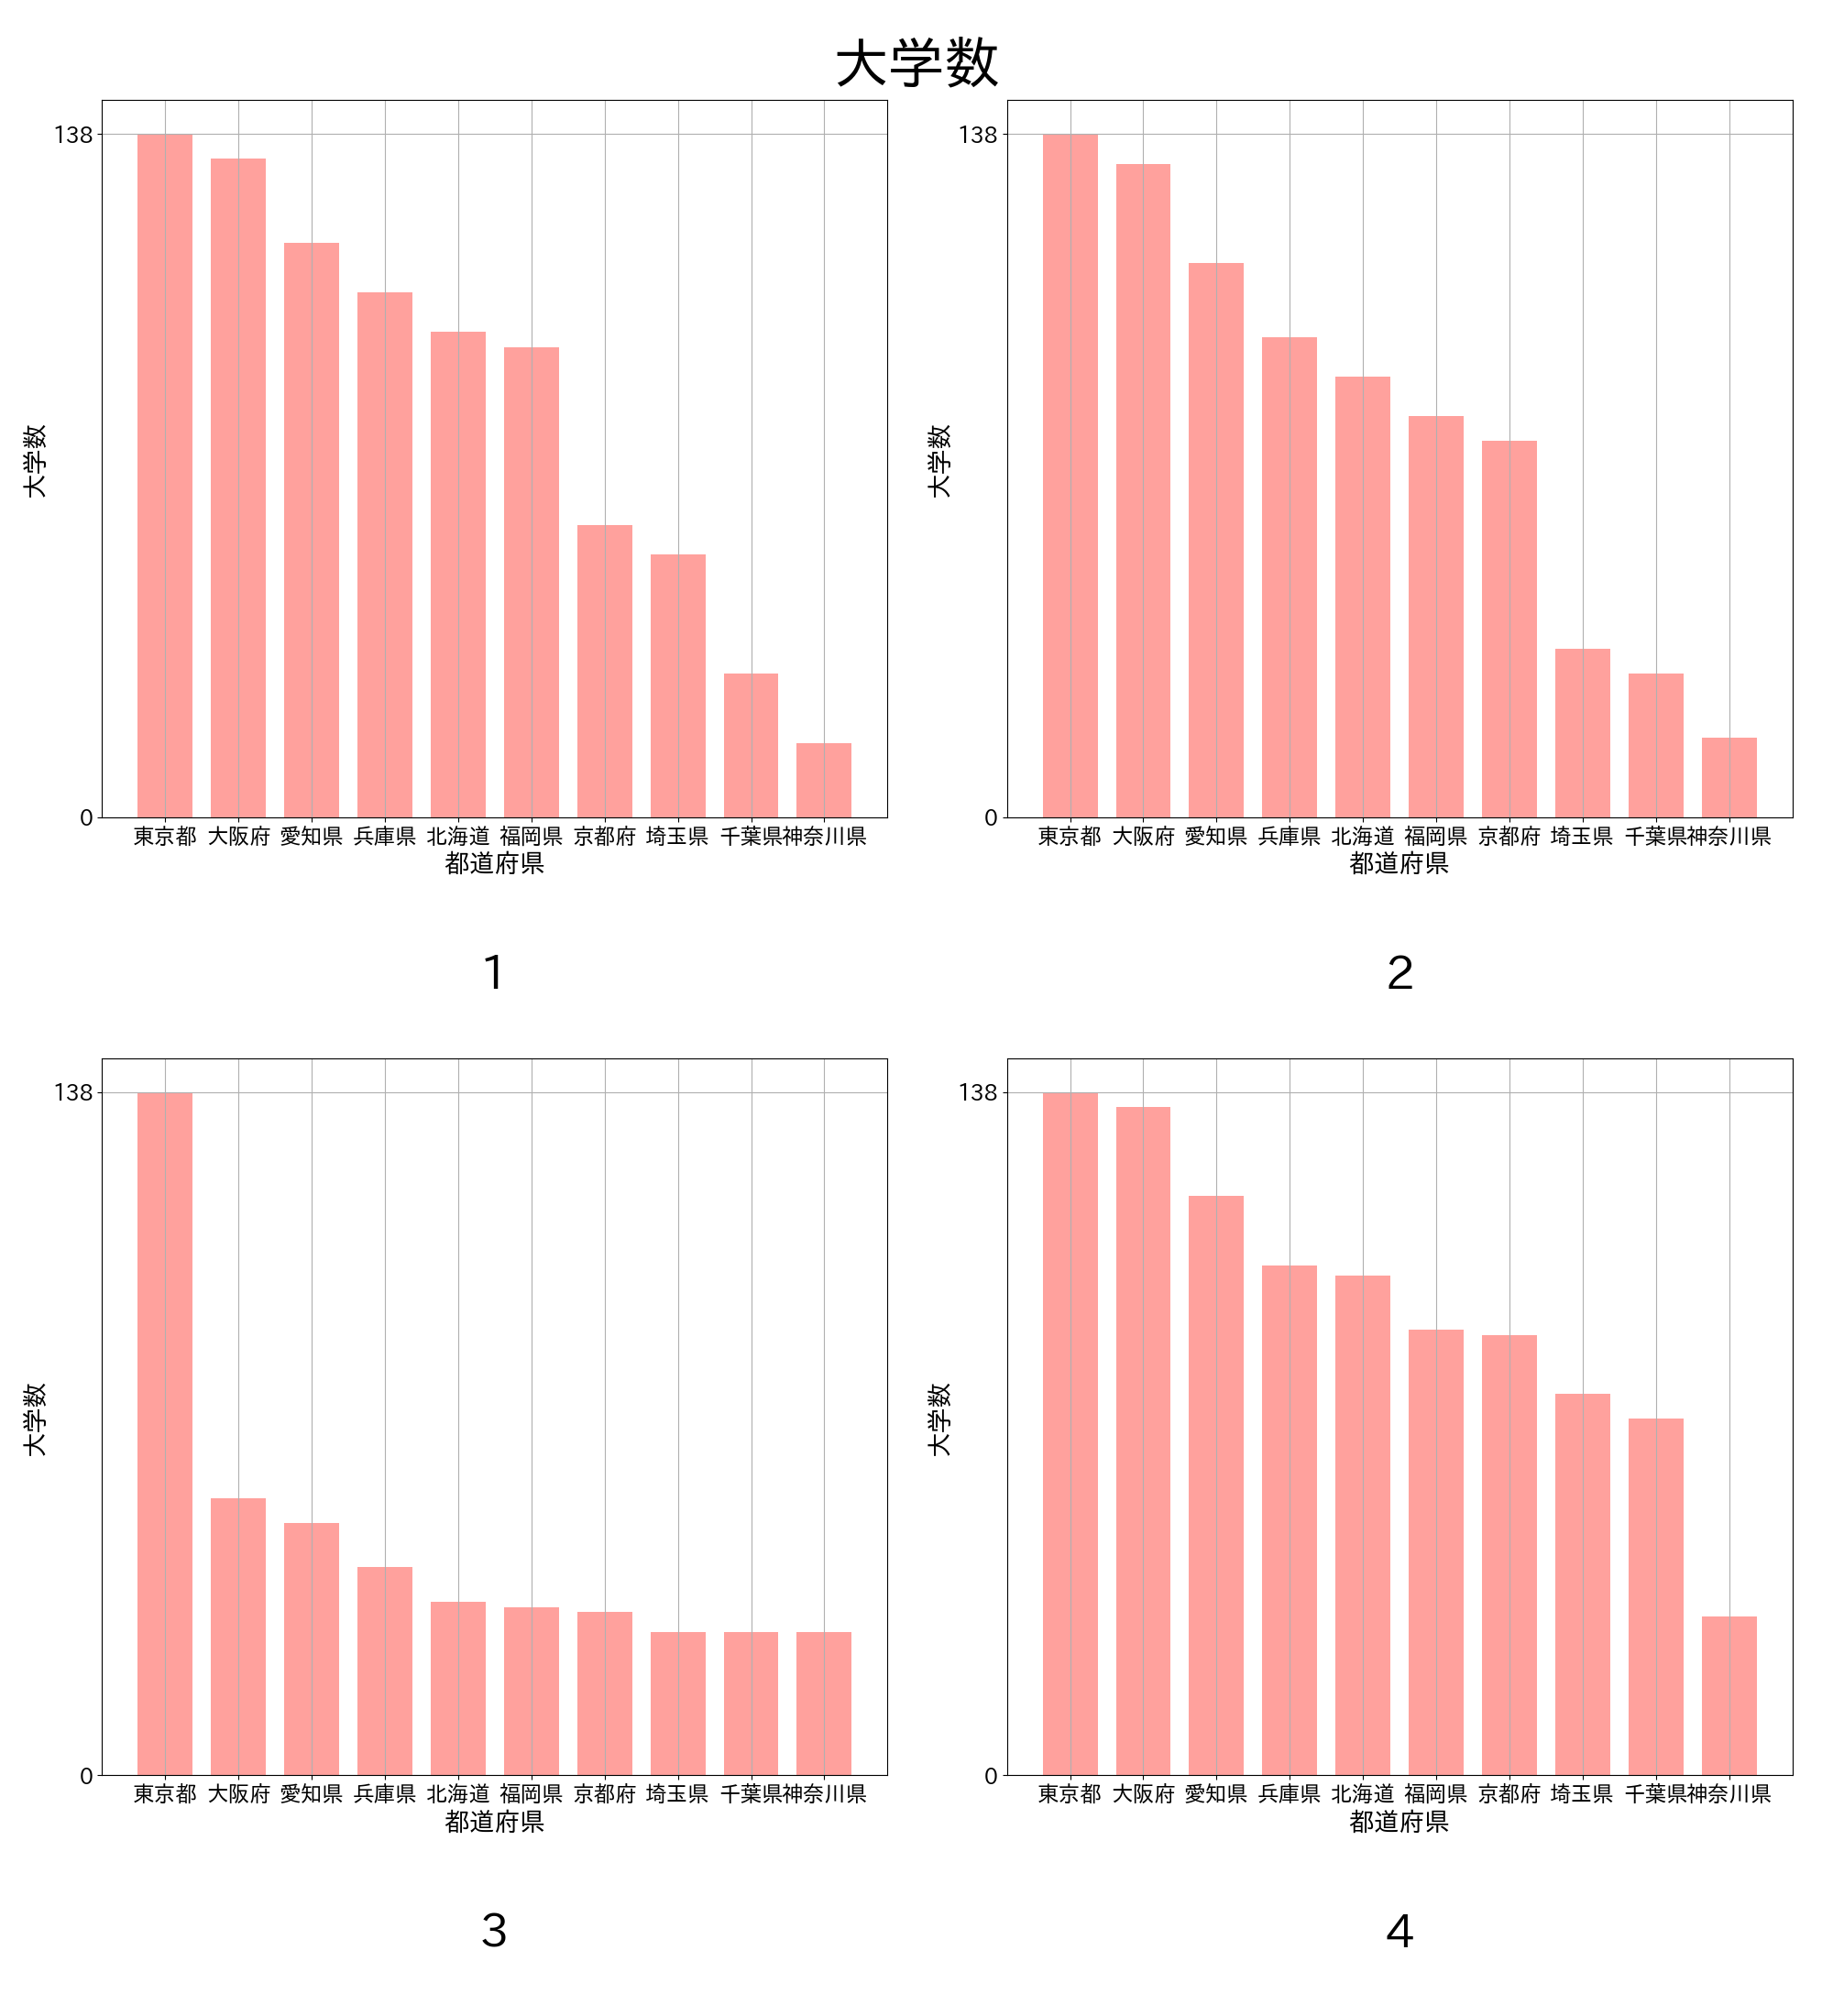 大学数
138
0
大学数
東京都 大阪府 愛知県 兵庫県 北海道 福岡県 京都府 埼玉県 千葉県 神奈川県
都道府県
1
138
0
大学数
東京都 大阪府 愛知県 兵庫県 北海道 福岡県 京都府 埼玉県 千葉県 神奈川県
都道府県
2
138
0
大学数
東京都 大阪府 愛知県 兵庫県 北海道 福岡県 京都府 埼玉県 千葉県 神奈川県
都道府県
3
138
0
大学数
東京都 大阪府 愛知県 兵庫県 北海道 福岡県 京都府 埼玉県 千葉県 神奈川県
都道府県
4